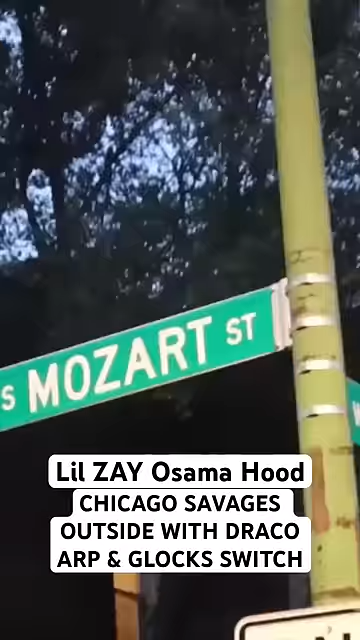 S MOZART ST
Lil ZAY Osama Hood
CHICAGO SAVAGES
OUTSIDE WITH DRACO
ARP & GLOCKS SWITCH